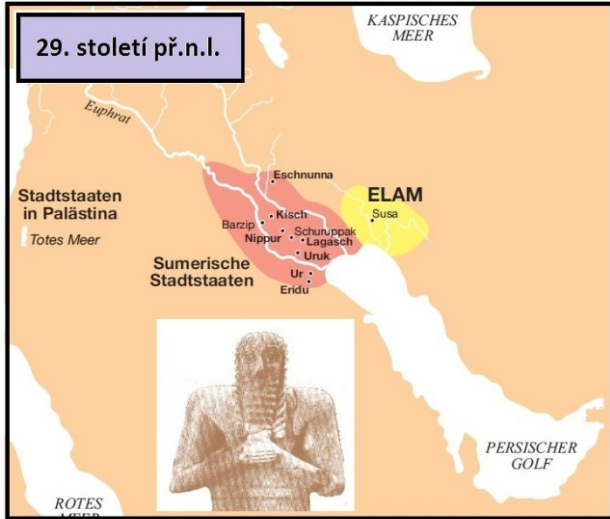 29. století př.n.l.
KASPISCHES
MEER
Euphrat
Eschnunna
ELAM
Susa
Stadtstaaten
in Palästina
Totes Meer
Kisch
Barzip
Schuruppak
Nippur
Lagasch
Uruk
Sumerische
Stadtstaaten
Ur
Eridu
PERSISCHER
GOLF
ROTES
MEER